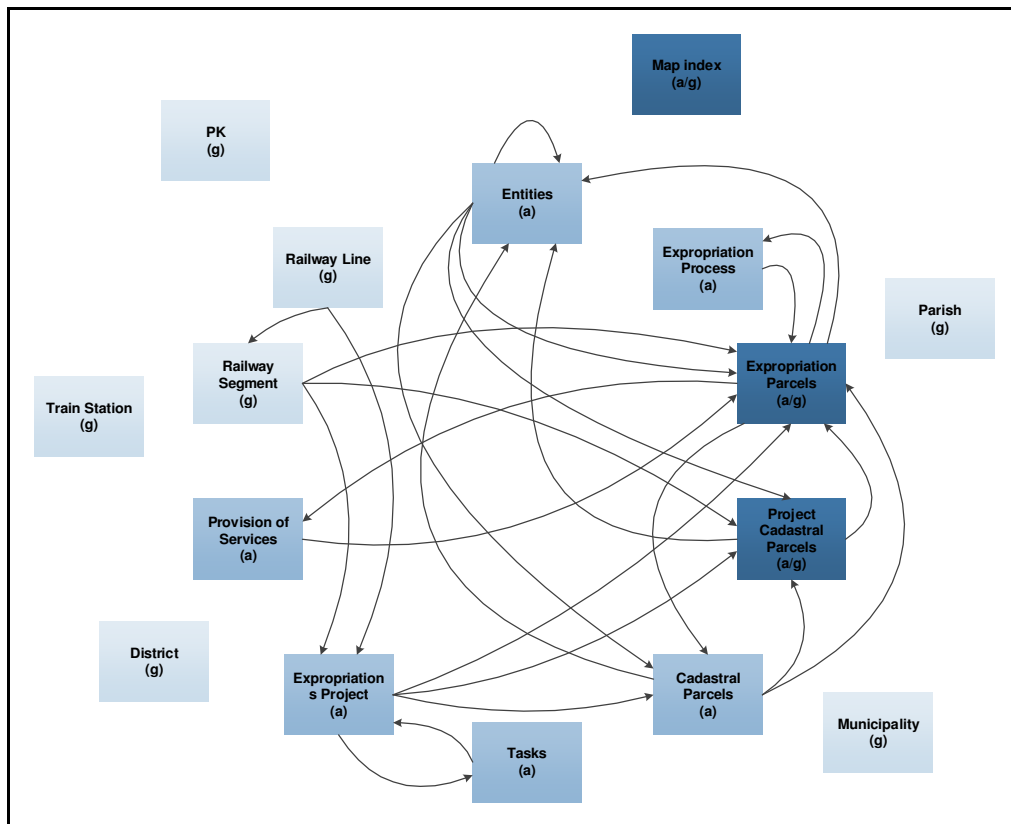 Map index
(a/g)
PK
(g)
Entities
(a)
Railway Line
(g)
Expropriation
Process
(a)
Parish
(g)
Railway
Segment
(g)
Expropriation
Parcels
(a/g)
Train Station
(g)
Provision of
Services
(a)
Project
Cadastral
Parcels
(a/g)
District
(g)
Expropriation
s Project
(a)
Cadastral
Parcels
(a)
Municipality
(g)
Tasks
(a)